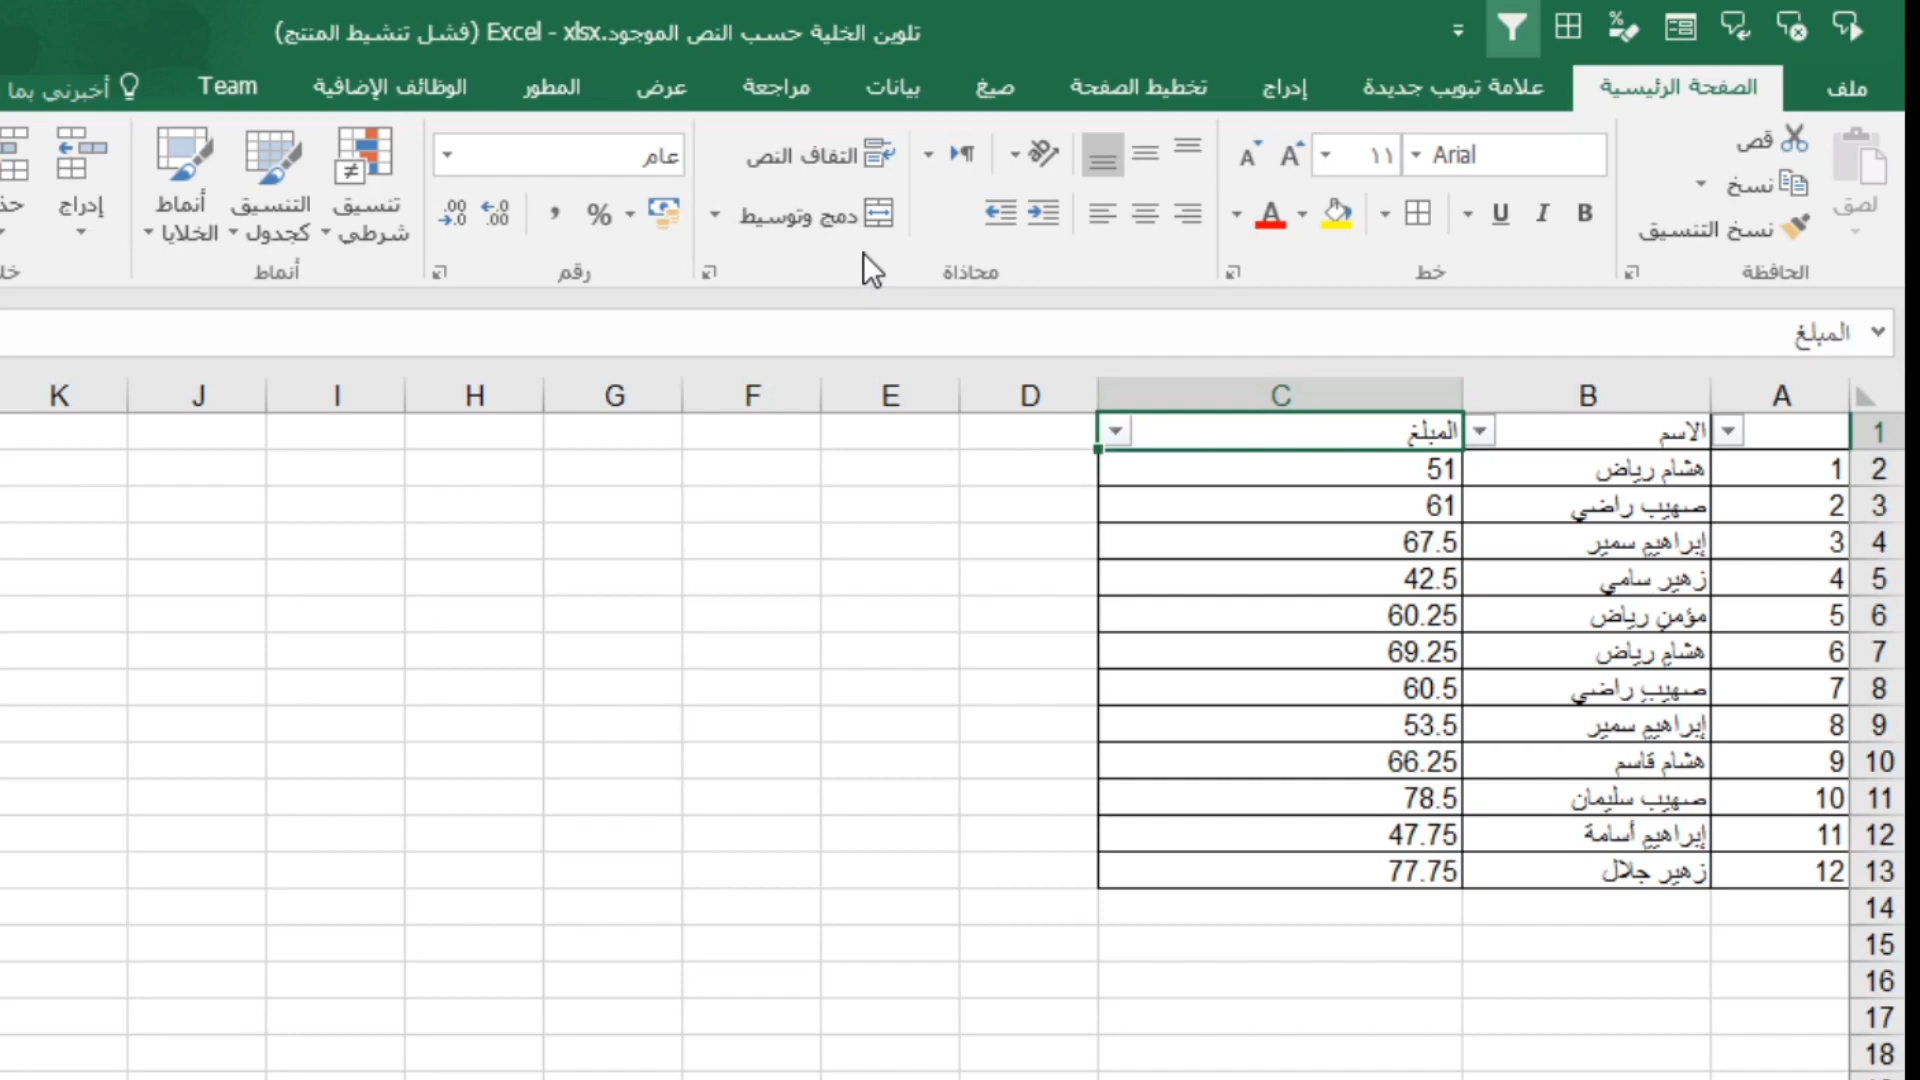 تلوين الخلية حسب النص الموجود.xlsx - Excel (فشل تنشيط المنتج)
ملف الصفحة الرئيسية علامة تبويب جديدة إدراج تخطيط الصفحة صيغ بيانات مراجعة عرض المطور الوظائف الإضافية Team أخبرني بما
قص
نسخ
نسخ التنسيق
لصق
الحافظة
Arial ١١
B I U
خط
التفاف النص
دمج وتوسيط
محاذاة
عام
%
رقم
تنسيق شرطي
التنسيق كجدول
أنماط الخلايا
أنماط
إدراج
المبلغ
A B C D E F G H I J K
1 الاسم المبلغ
2 1 هشام رياض 51
3 2 صهيب راضي 61
4 3 إبراهيم سمير 67.5
5 4 زهير سامي 42.5
6 5 مؤمن رياض 60.25
7 6 هشام رياض 69.25
8 7 صهيب راضي 60.5
9 8 إبراهيم سمير 53.5
10 9 هشام قاسم 66.25
11 10 صهيب سليمان 78.5
12 11 إبراهيم أسامة 47.75
13 12 زهير جلال 77.75
14
15
16
17
18